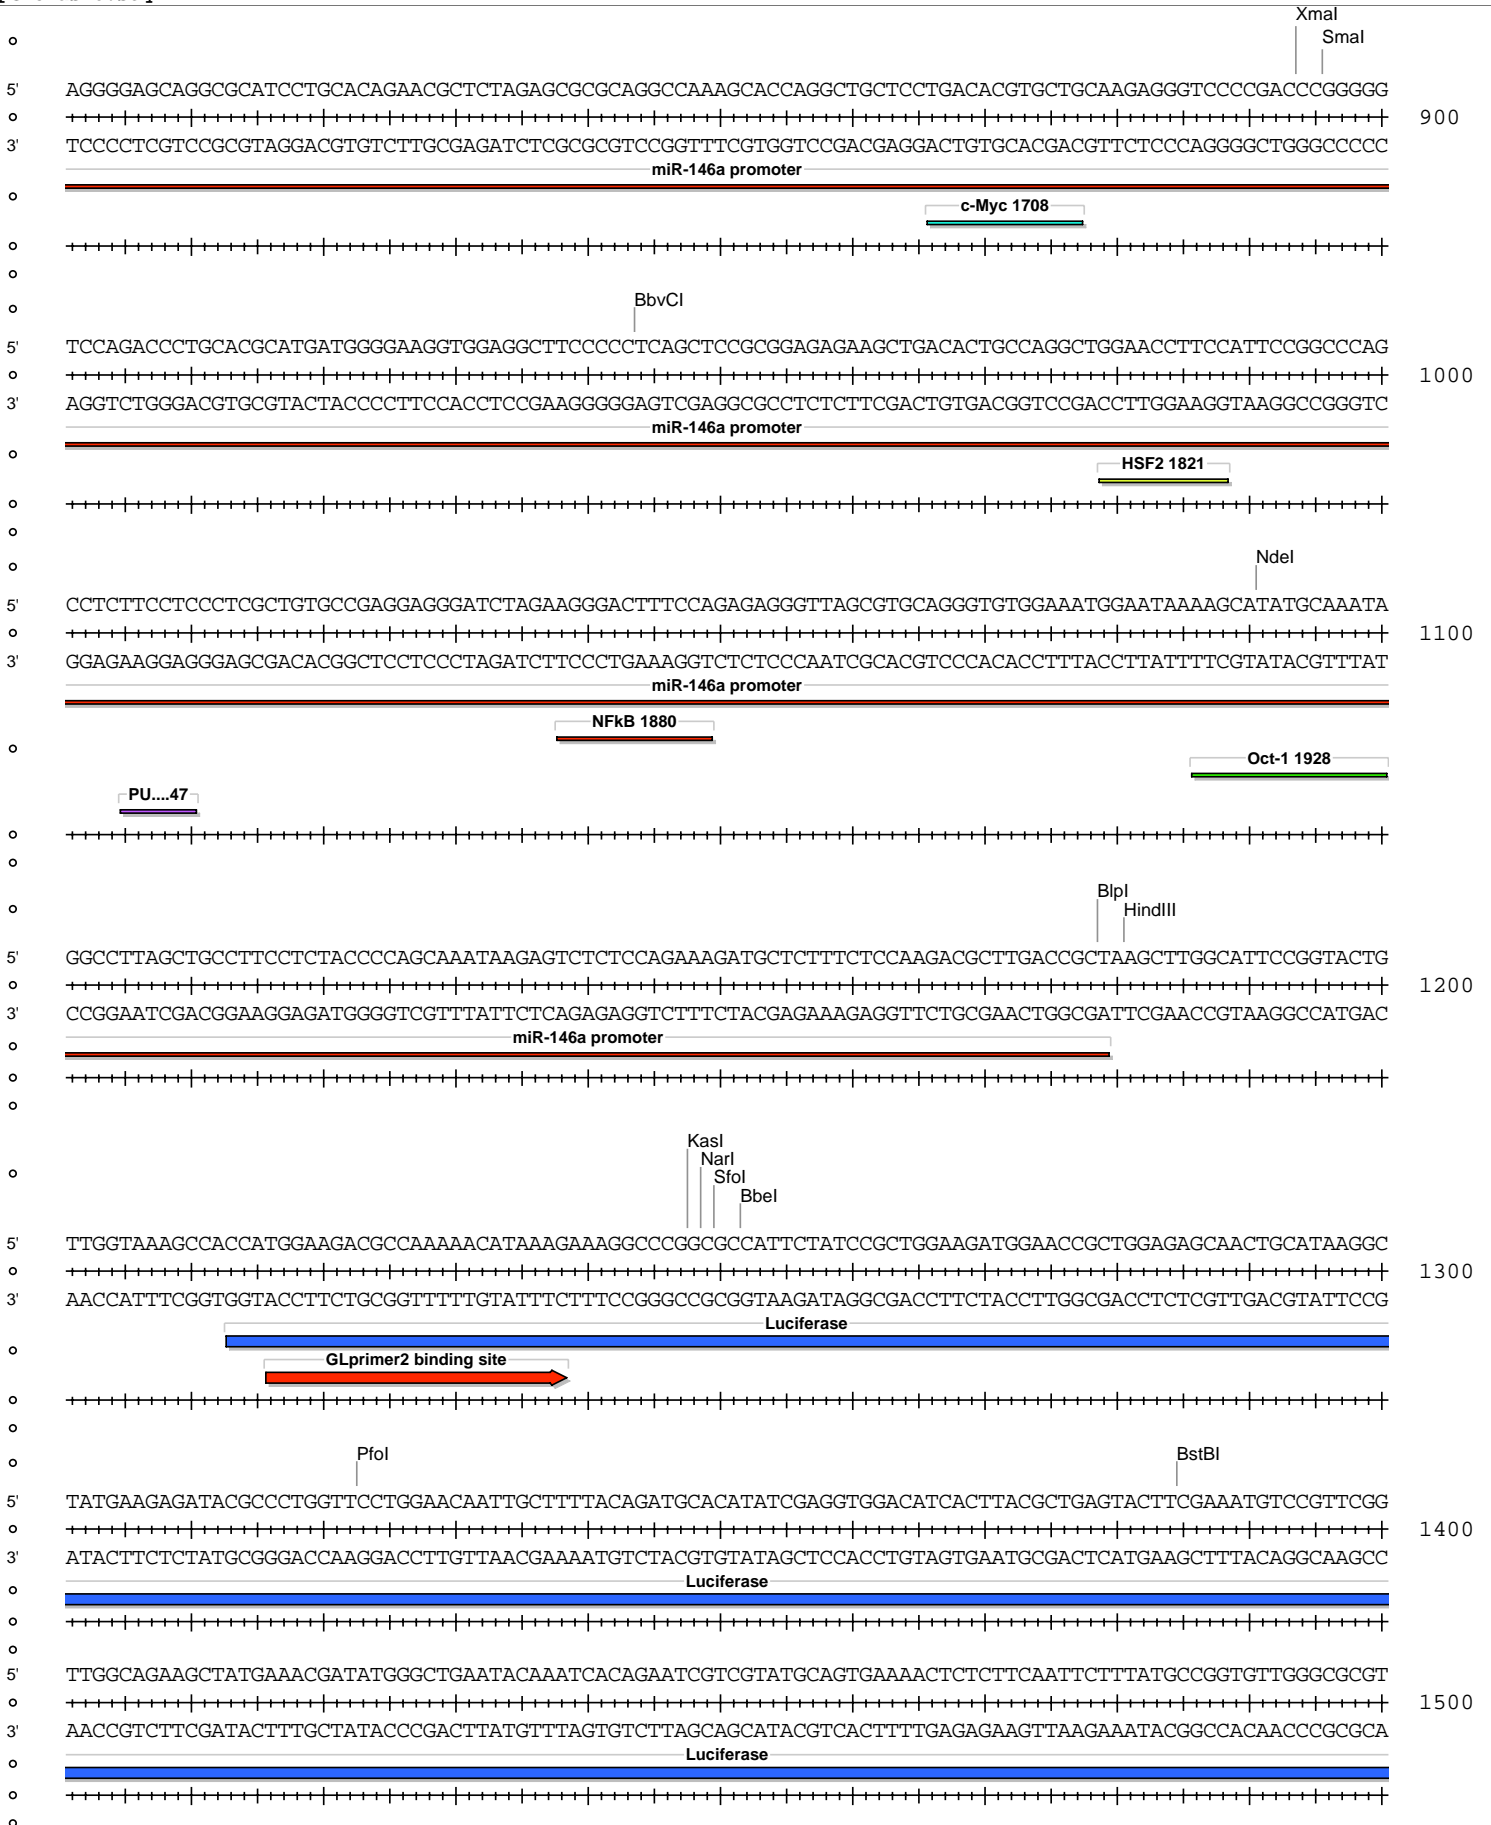 XmaI
SmaI
5' AGGGGAGCAGGCGCATCCTGCACAGAACGCTCTAGAGCGCGCAGGCCAAAGCACCAGGCTGCTCCTGACACGTGCTGCAAGAGGGTCCCCGACCCGGGGG
900
3' TCCCCTCGTCCGCGTAGGACGTGTCTTGCGAGATCTCGCGCGTCCGGTTTCGTGGTCCGACGAGGACTGTGCACGACGTTCTCCCAGGGGCTGGGCCCCC
miR-146a promoter
c-Myc 1708
BbvCI
5' TCCAGACCCTGCACGCATGATGGGGAAGGTGGAGGCTTCCCCCTCAGCTCCGCGGAGAGAAGCTGACACTGCCAGGCTGGAACCTTCCATTCCGGCCCAG
1000
3' AGGTCTGGGACGTGCGTACTACCCCTTCCACCTCCGAAGGGGGAGTCGAGGCGCCTCTCTTCGACTGTGACGGTCCGACCTTGGAAGGTAAGGCCGGGTC
miR-146a promoter
HSF2 1821
NdeI
5' CCTCTTCCTCCCTCGCTGTGCCGAGGAGGGATCTAGAAGGGACTTTCCAGAGAGGGTTAGCGTGCAGGGTGTGGAAATGGAATAAAAGCATATGCAAATA
1100
3' GGAGAAGGAGGGAGCGACACGGCTCCTCCCTAGATCTTCCCTGAAAGGTCTCTCCCAATCGCACGTCCCACACCTTTACCTTATTTTCGTATACGTTTAT
miR-146a promoter
NFkB 1880
Oct-1 1928
PU....47
BlpI
HindIII
5' GGCCTTAGCTGCCTTCCTCTACCCCAGCAAATAAGAGTCTCTCCAGAAAGATGCTCTTTCTCCAAGACGCTTGACCGCTAAGCTTGGCATTCCGGTACTG
1200
3' CCGGAATCGACGGAAGGAGATGGGGTCGTTTATTCTCAGAGAGGTCTTTCTACGAGAAAGAGGTTCTGCGAACTGGCGATTCGAACCGTAAGGCCATGAC
miR-146a promoter
KasI
NarI
SfoI
BbeI
5' TTGGTAAAGCCACCATGGAAGACGCCAAAAACATAAAGAAAGGCCCGGCGCCATTCTATCCGCTGGAAGATGGAACCGCTGGAGAGCAACTGCATAAGGC
1300
3' AACCATTTCGGTGGTACCTTCTGCGGTTTTTGTATTTCTTTCCGGGCCGCGGTAAGATAGGCGACCTTCTACCTTGGCGACCTCTCGTTGACGTATTCCG
Luciferase
GLprimer2 binding site
PfoI
BstBI
5' TATGAAGAGATACGCCCTGGTTCCTGGAACAATTGCTTTTACAGATGCACATATCGAGGTGGACATCACTTACGCTGAGTACTTCGAAATGTCCGTTCGG
1400
3' ATACTTCTCTATGCGGGACCAAGGACCTTGTTAACGAAAATGTCTACGTGTATAGCTCCACCTGTAGTGAATGCGACTCATGAAGCTTTACAGGCAAGCC
Luciferase
5' TTGGCAGAAGCTATGAAACGATATGGGCTGAATACAAATCACAGAATCGTCGTATGCAGTGAAAACTCTCTTCAATTCTTTATGCCGGTGTTGGGCGCGT
1500
3' AACCGTCTTCGATACTTTGCTATACCCGACTTATGTTTAGTGTCTTAGCAGCATACGTCACTTTTGAGAGAAGTTAAGAAATACGGCCACAACCCGCGCA
Luciferase